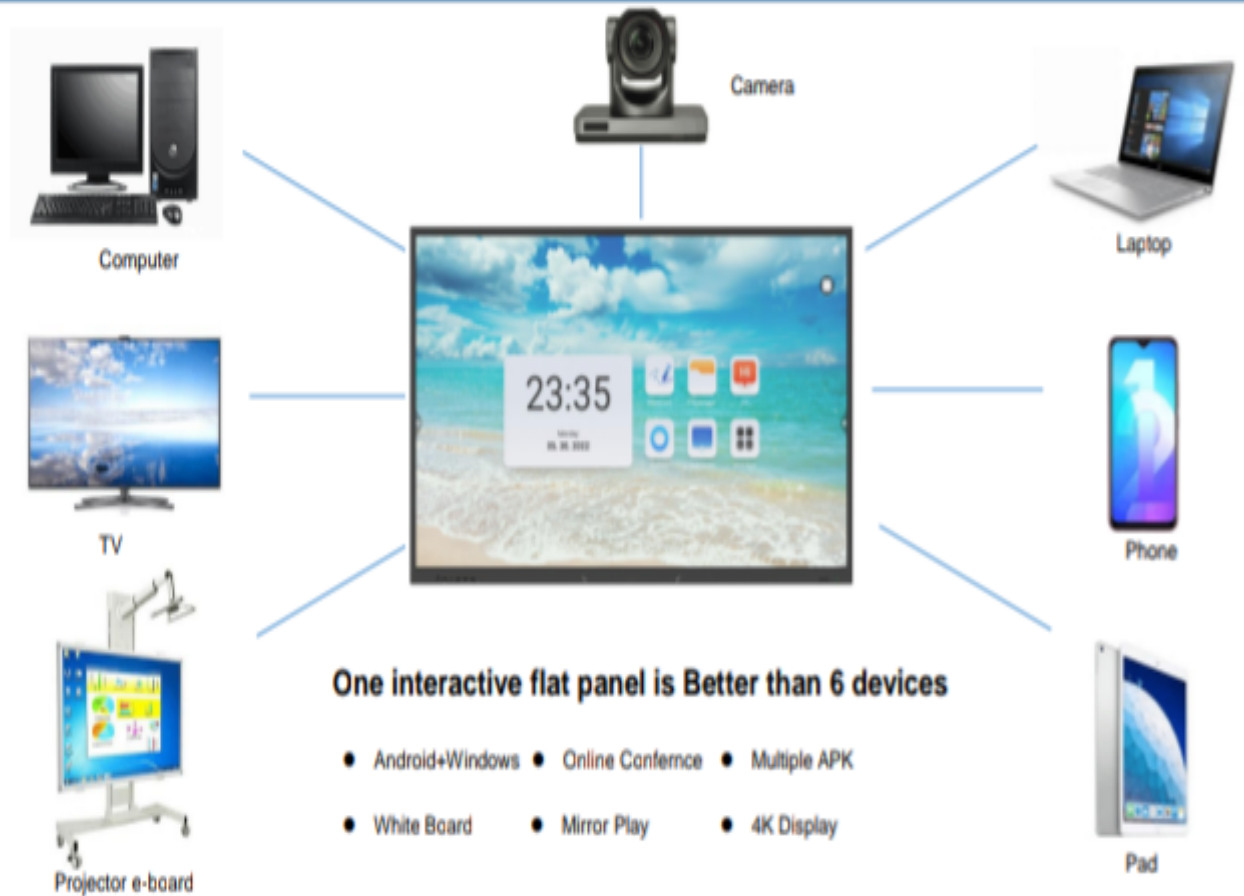 Camera
Computer
Laptop
23:35
TV
Phone
One interactive flat panel is Better than 6 devices
Android+Windows
Online Confernce
Multiple APK
White Board
Mirror Play
4K Display
Projector e-board
Pad